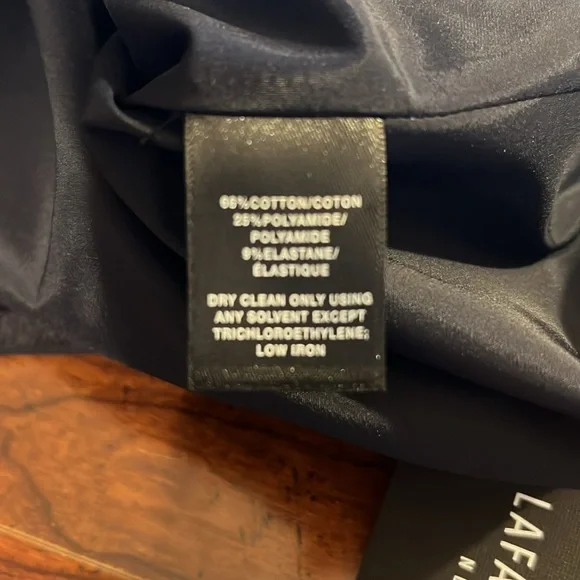 66%COTTON/COTON
25%POLYAMIDE/
POLYAMIDE
9%ELASTANE/
ÉLASTIQUE
DRY CLEAN ONLY USING
ANY SOLVENT EXCEPT
TRICHLOROETHYLENE;
LOW IRON
LAFA
N